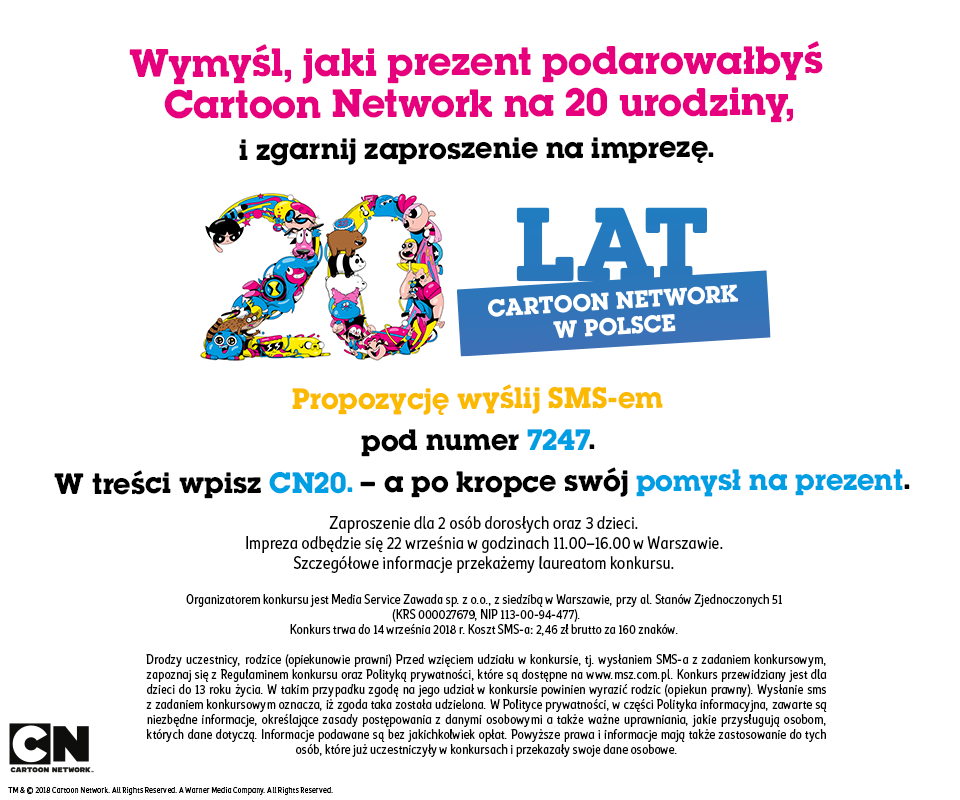 Wymyśl, jaki prezent podarowałbyś
Cartoon Network na 20 urodziny,
i zgarnij zaproszenie na imprezę.
20 LAT
CARTOON NETWORK
W POLSCE
Propozycję wyślij SMS-em
pod numer 7247.
W treści wpisz CN20. – a po kropce swój pomysł na prezent.
Zaproszenie dla 2 osób dorosłych oraz 3 dzieci.
Impreza odbędzie się 22 września w godzinach 11.00–16.00 w Warszawie.
Szczegółowe informacje przekażemy laureatom konkursu.
Organizatorem konkursu jest Media Service Zawada sp. z o.o., z siedzibą w Warszawie, przy al. Stanów Zjednoczonych 51
(KRS 000027679, NIP 113-00-94-477).
Konkurs trwa do 14 września 2018 r. Koszt SMS-a: 2,46 zł brutto za 160 znaków.
Drodzy uczestnicy, rodzice (opiekunowie prawni) Przed wzięciem udziału w konkursie, tj. wysłaniem SMS-a z zadaniem konkursowym,
zapoznaj się z Regulaminem konkursu oraz Polityką prywatności, które są dostępne na www.msz.com.pl. Konkurs przewidziany jest dla
dzieci do 13 roku życia. W takim przypadku zgodę na jego udział w konkursie powinien wyrazić rodzic (opiekun prawny). Wysłanie sms
z zadaniem konkursowym oznacza, iż zgoda taka została udzielona. W Polityce prywatności, w części Polityka informacyjna, zawarte są
niezbędne informacje, określające zasady postępowania z danymi osobowymi a także ważne uprawniania, jakie przysługują osobom,
których dane dotyczą. Informacje podawane są bez jakichkolwiek opłat. Powyższe prawa i informacje mają także zastosowanie do tych
osób, które już uczestniczyły w konkursach i przekazały swoje dane osobowe.
CN
CARTOON NETWORK™
TM & © 2018 Cartoon Network. All Rights Reserved. A Warner Media Company. All Rights Reserved.